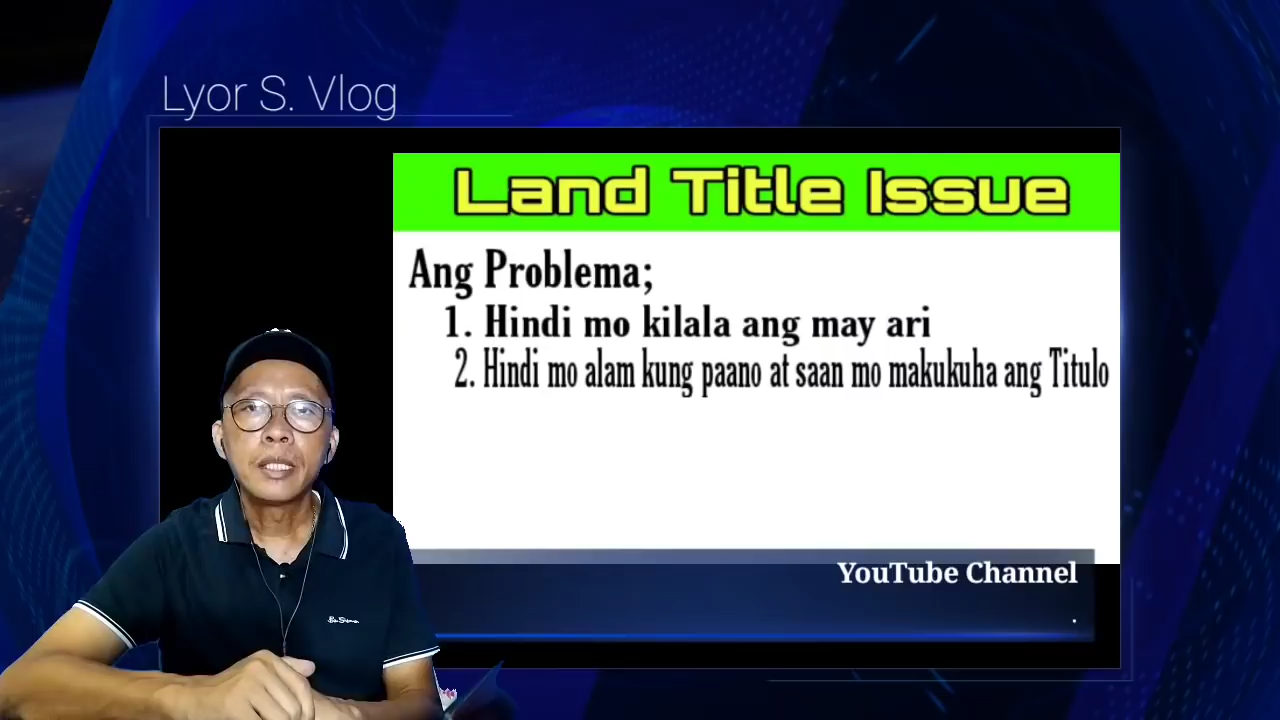 Lyor S. Vlog
Land Title Issue
Ang Problema;
1. Hindi mo kilala ang may ari
2. Hindi mo alam kung paano at saan mo makukuha ang Titulo
YouTube Channel
.